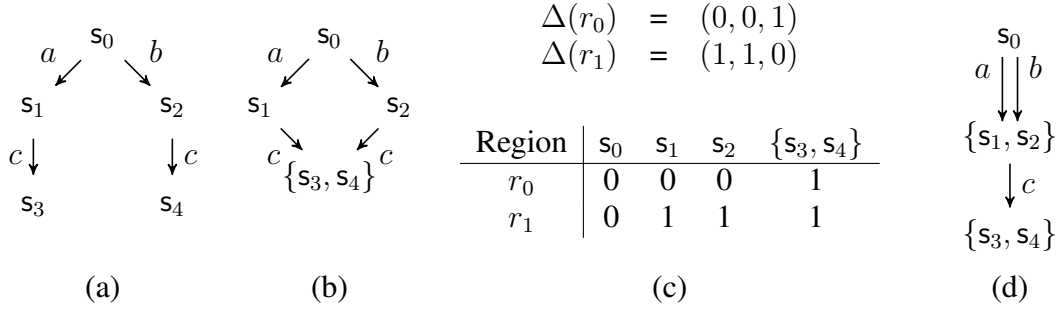 s₀
a b
s₁ s₂
c c
s₃ s₄
(a)
s₀
a b
s₁ s₂
c c
{s₃, s₄}
(b)
Δ(r₀) = (0, 0, 1)
Δ(r₁) = (1, 1, 0)
Region s₀ s₁ s₂ {s₃, s₄}
r₀ 0 0 0 1
r₁ 0 1 1 1
(c)
s₀
a b
{s₁, s₂}
c
{s₃, s₄}
(d)